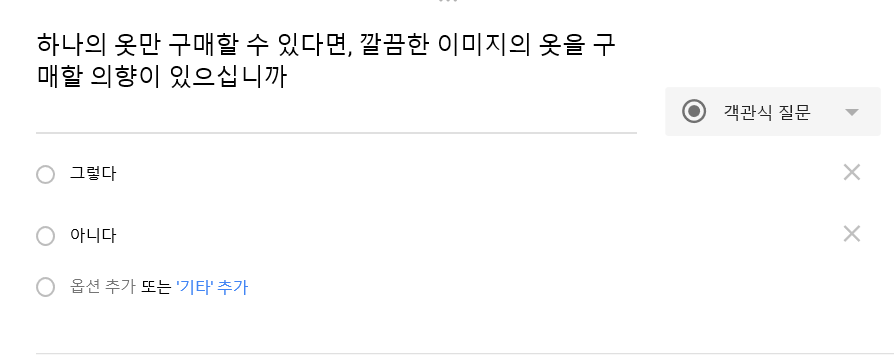 하나의 옷만 구매할 수 있다면, 깔끔한 이미지의 옷을 구
매할 의향이 있으십니까
객관식 질문
그렇다
아니다
옵션 추가 또는 '기타' 추가